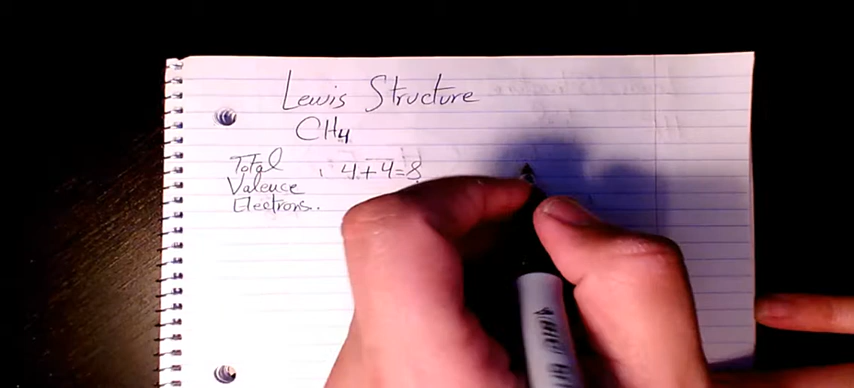 Lewis Structure
CH4
Total : 4+4=8
Valence
Electrons.